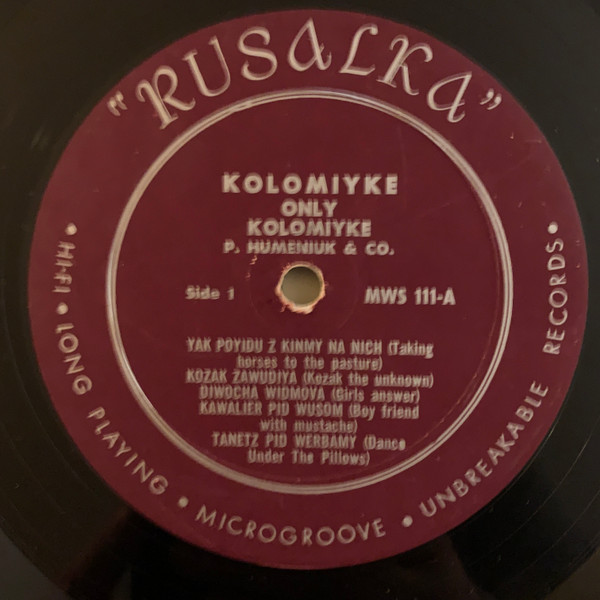 "RUSALKA"
KOLOMIYKE
ONLY
KOLOMIYKE
P. HUMENIUK & CO.
Side 1 MWS 111-A
YAK POYIDU Z KINMY NA NICH (Taking
horses to the pasture)
KOZAK ZAWUDIYA (Kozak the unknown)
DIWOCHA WIDMOVA (Girls answer)
KAWALIER PID WUSOM (Boy friend
with mustache)
TANETZ PID WERBAMY (Dance
Under The Pillows)
• HI-FI • LONG PLAYING • MICROGROOVE • UNBREAKABLE RECORDS •